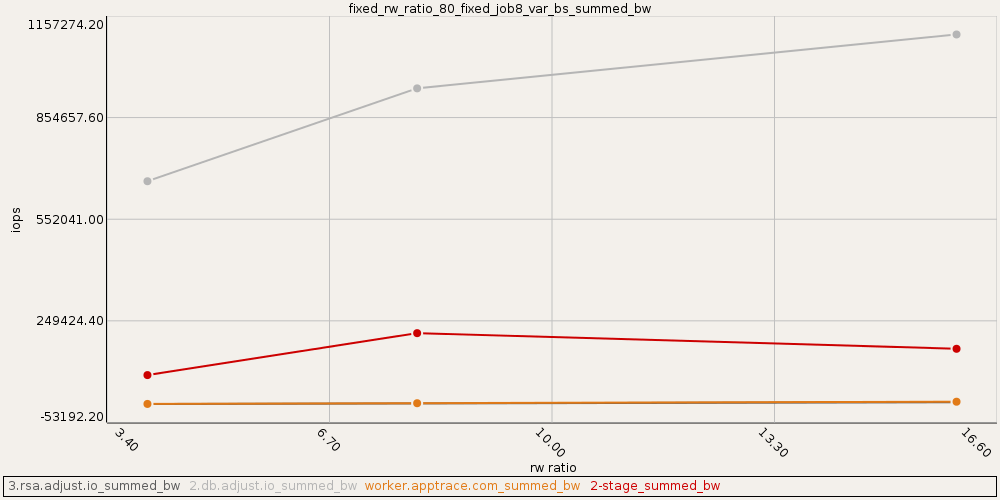 fixed_rw_ratio_80_fixed_job8_var_bs_summed_bw
1157274.20
854657.60
552041.00
249424.40
-53192.20
iops
3.40 6.70 10.00 13.30 16.60
rw ratio
3.rsa.adjust.io_summed_bw 2.db.adjust.io_summed_bw worker.apptrace.com_summed_bw 2-stage_summed_bw